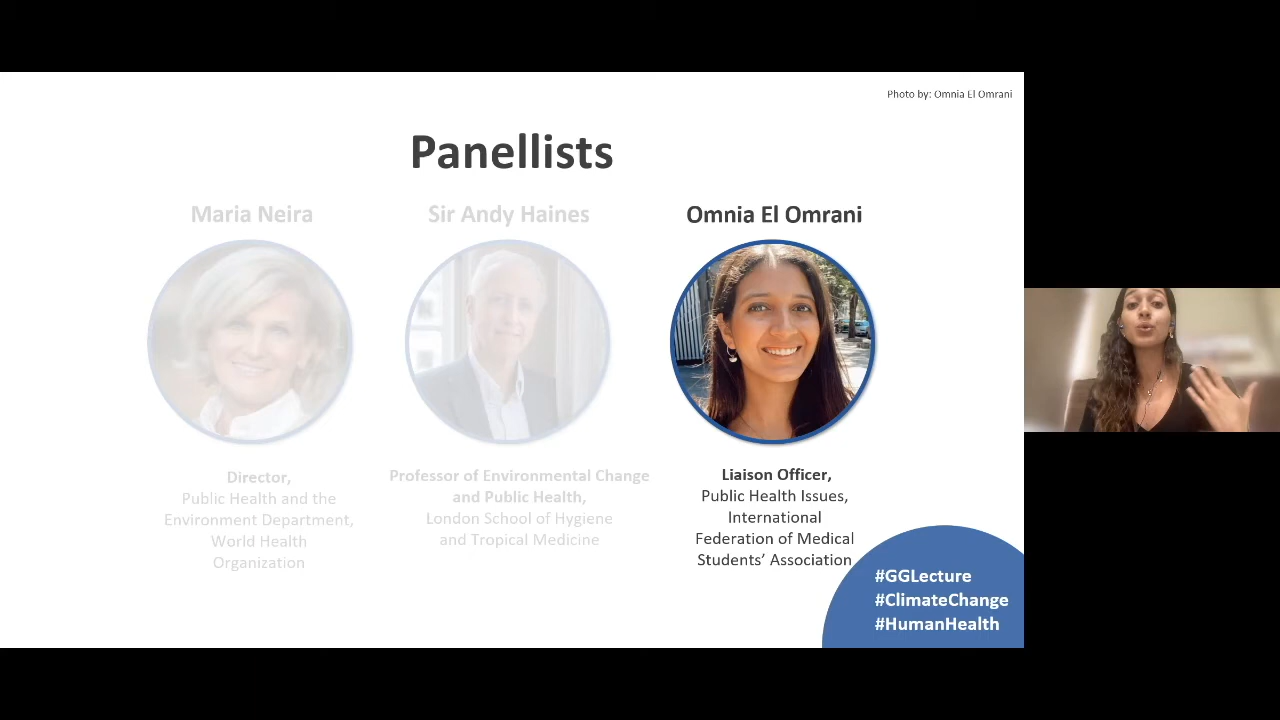 Photo by: Omnia El Omrani
Panellists
Maria Neira
Director,
Public Health and the
Environment Department,
World Health
Organization
Sir Andy Haines
Professor of Environmental Change
and Public Health,
London School of Hygiene
and Tropical Medicine
Omnia El Omrani
Liaison Officer,
Public Health Issues,
International
Federation of Medical
Students’ Association
#GGLecture
#ClimateChange
#HumanHealth